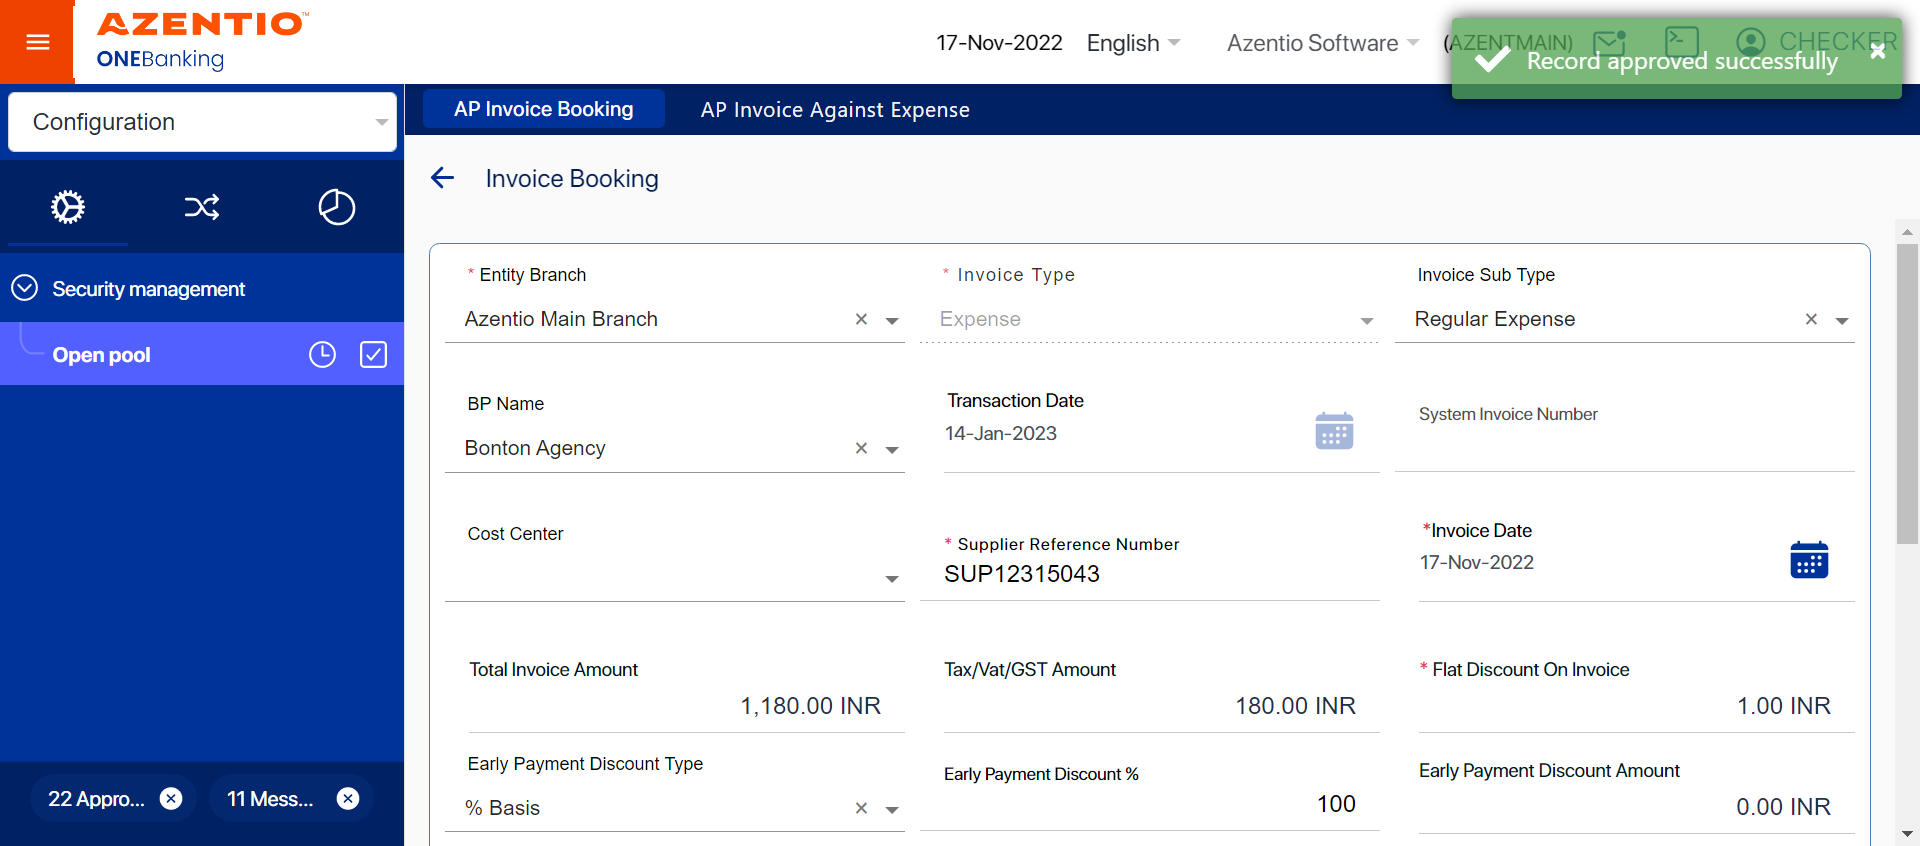 AZENTIO™
ONEBanking
17-Nov-2022
English
Azentio Software
(AZENTMAIN)
CHECKER
Record approved successfully
Configuration
AP Invoice Booking
AP Invoice Against Expense
Invoice Booking
Security management
Open pool
* Entity Branch
Azentio Main Branch
* Invoice Type
Expense
Invoice Sub Type
Regular Expense
BP Name
Bonton Agency
Transaction Date
14-Jan-2023
System Invoice Number
Cost Center
* Supplier Reference Number
SUP12315043
*Invoice Date
17-Nov-2022
Total Invoice Amount
1,180.00 INR
Tax/Vat/GST Amount
180.00 INR
* Flat Discount On Invoice
1.00 INR
Early Payment Discount Type
% Basis
Early Payment Discount %
100
Early Payment Discount Amount
0.00 INR
22 Appro...
11 Mess...